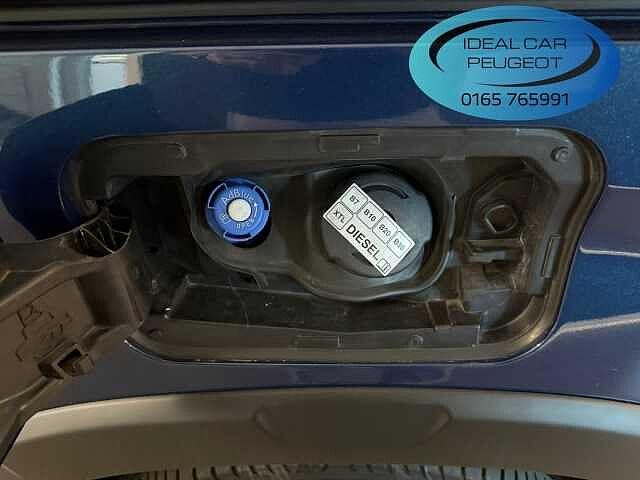 IDEAL CAR
PEUGEOT
0165 765991
AdBlue
B7 B10 B20 B30
XTL DIESEL